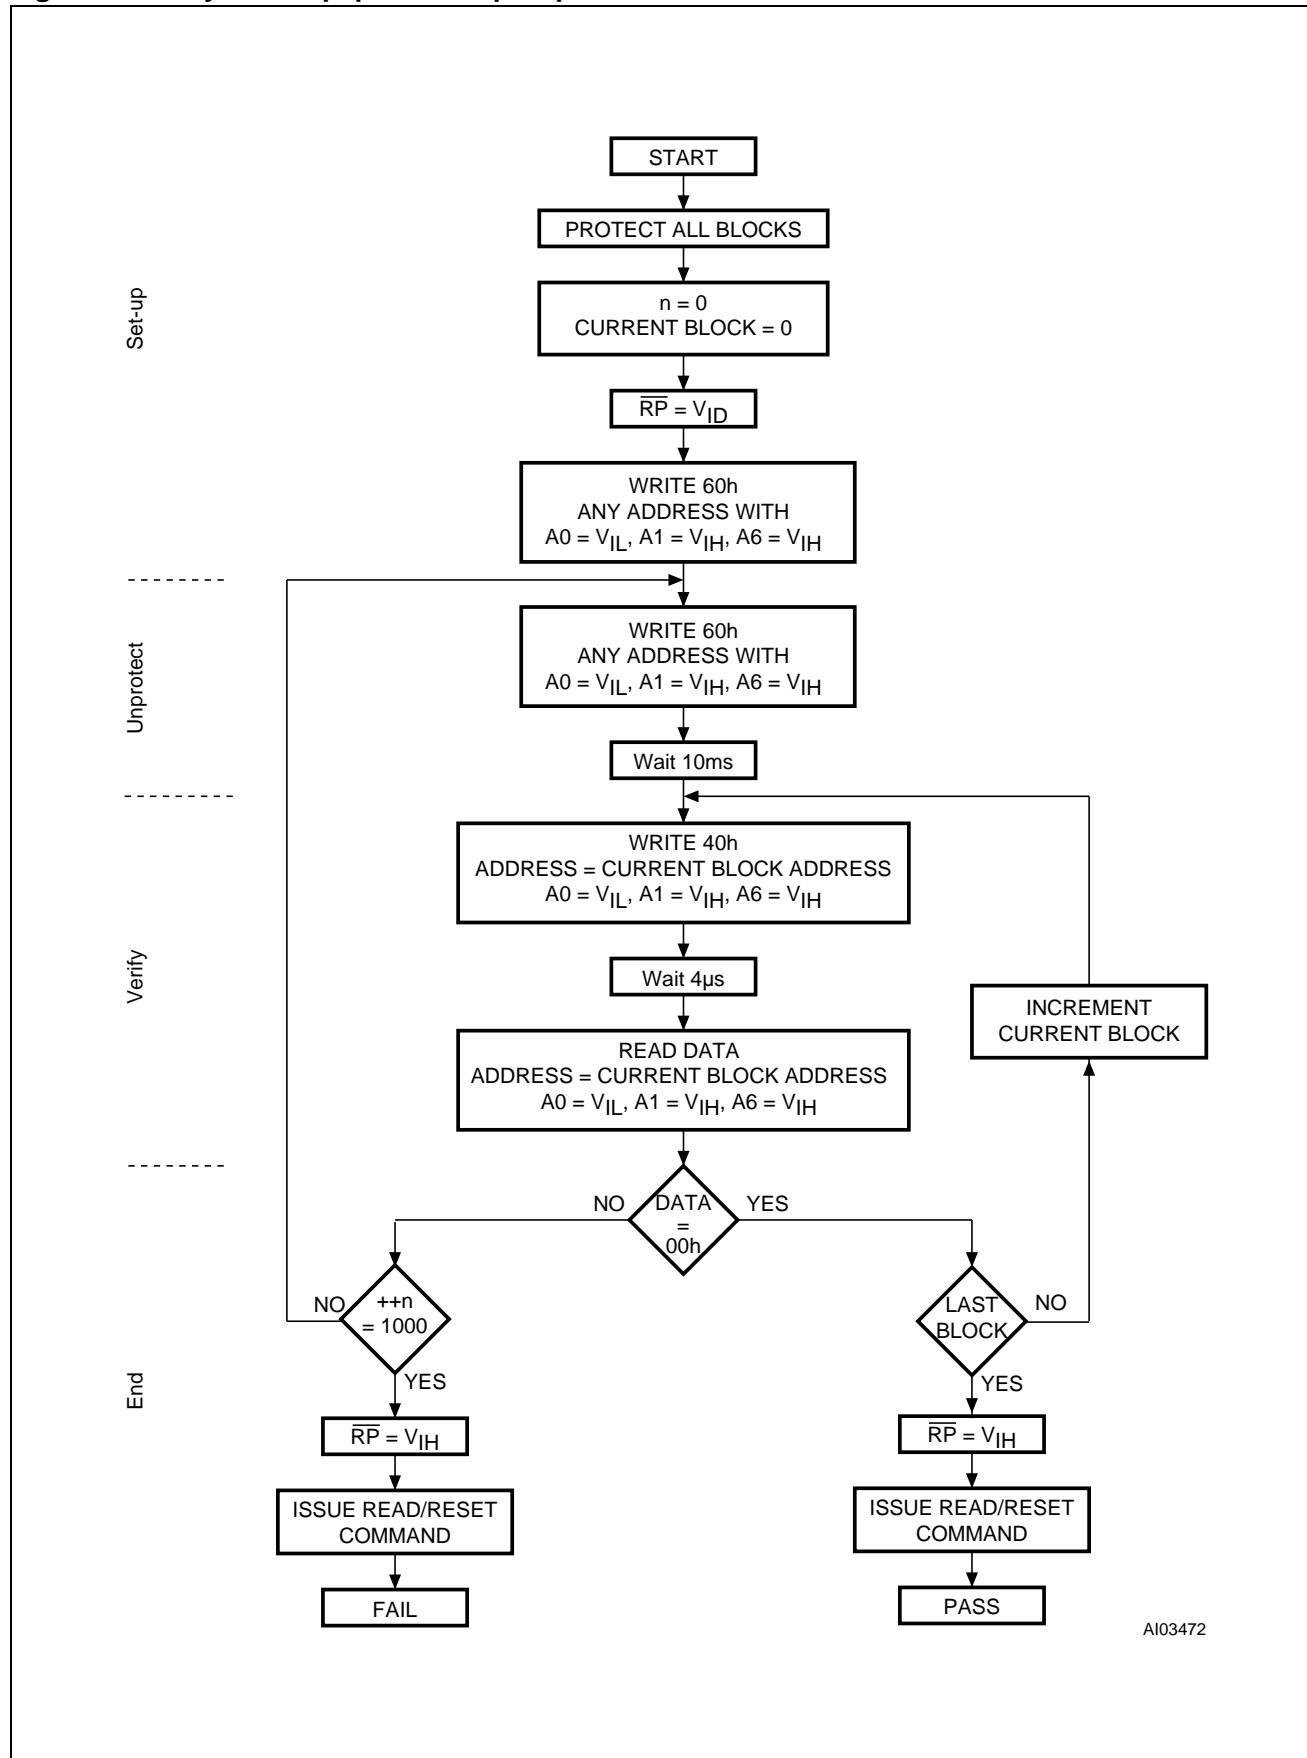 START
PROTECT ALL BLOCKS
n = 0
CURRENT BLOCK = 0
Set-up
RP = VID
WRITE 60h
ANY ADDRESS WITH
A0 = VIL, A1 = VIH, A6 = VIH
WRITE 60h
ANY ADDRESS WITH
A0 = VIL, A1 = VIH, A6 = VIH
Unprotect
Wait 10ms
WRITE 40h
ADDRESS = CURRENT BLOCK ADDRESS
A0 = VIL, A1 = VIH, A6 = VIH
Verify
Wait 4µs
INCREMENT
CURRENT BLOCK
READ DATA
ADDRESS = CURRENT BLOCK ADDRESS
A0 = VIL, A1 = VIH, A6 = VIH
NO
DATA
=
00h
YES
NO
++n
= 1000
LAST
BLOCK
NO
YES
YES
End
RP = VIH
RP = VIH
ISSUE READ/RESET
COMMAND
ISSUE READ/RESET
COMMAND
FAIL
PASS
AI03472